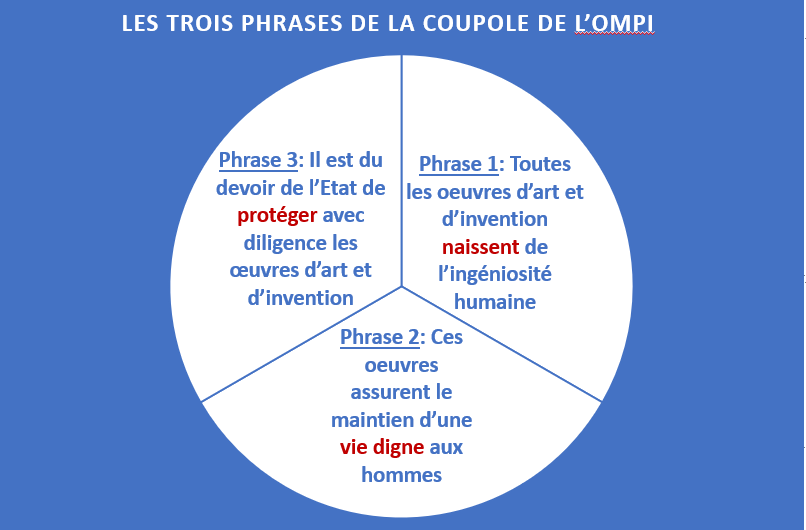 LES TROIS PHRASES DE LA COUPOLE DE L’OMPI
Phrase 1: Toutes
les oeuvres d’art et
d’invention
naissent de
l’ingéniosité
humaine
Phrase 2: Ces
oeuvres
assurent le
maintien d’une
vie digne aux
hommes
Phrase 3: Il est du
devoir de l’Etat de
protéger avec
diligence les
œuvres d’art et
d’invention